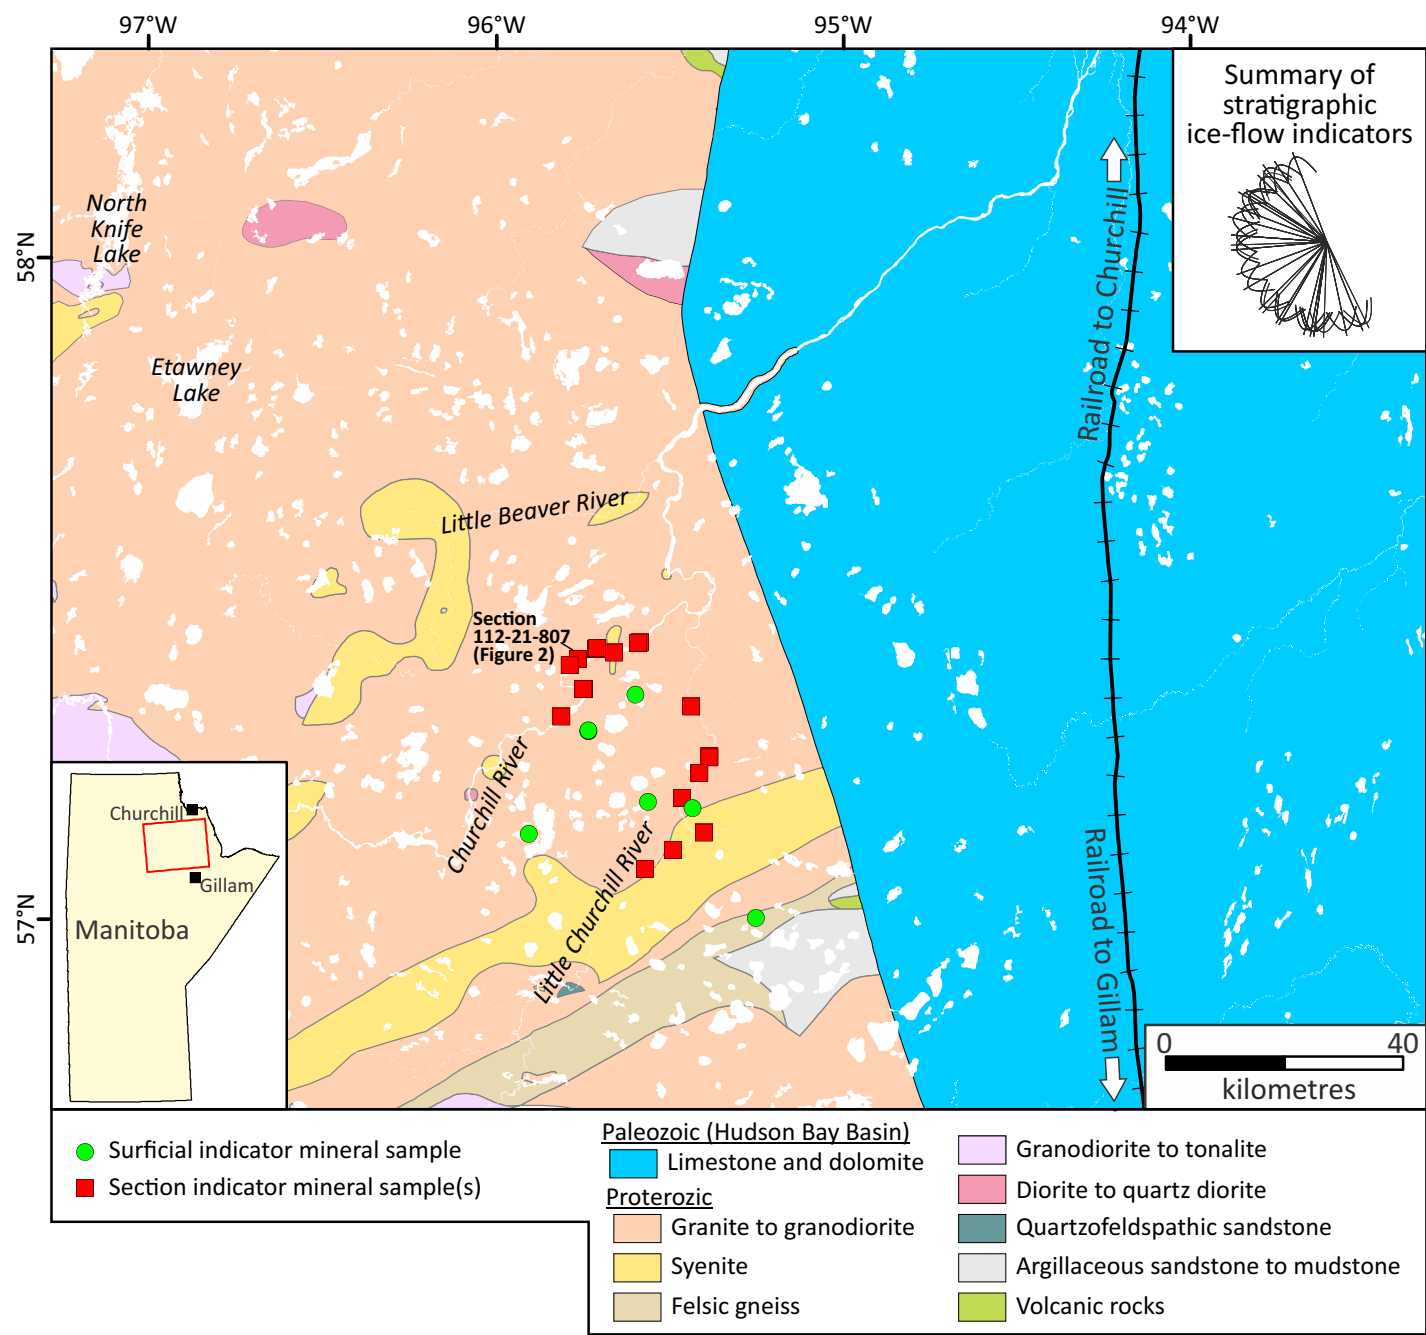 97°W
96°W
95°W
94°W
58°N
57°N
Summary of
stratigraphic
ice-flow indicators
North
Knife
Lake
Etawney
Lake
Little Beaver River
Railroad to Churchill
Section
112-21-807
(Figure 2)
Churchill River
Little Churchill River
Railroad to Gillam
Churchill
Gillam
Manitoba
0
40
kilometres
Surficial indicator mineral sample
Section indicator mineral sample(s)
Paleozoic (Hudson Bay Basin)
Limestone and dolomite
Proterozic
Granite to granodiorite
Syenite
Felsic gneiss
Granodiorite to tonalite
Diorite to quartz diorite
Quartzofeldspathic sandstone
Argillaceous sandstone to mudstone
Volcanic rocks